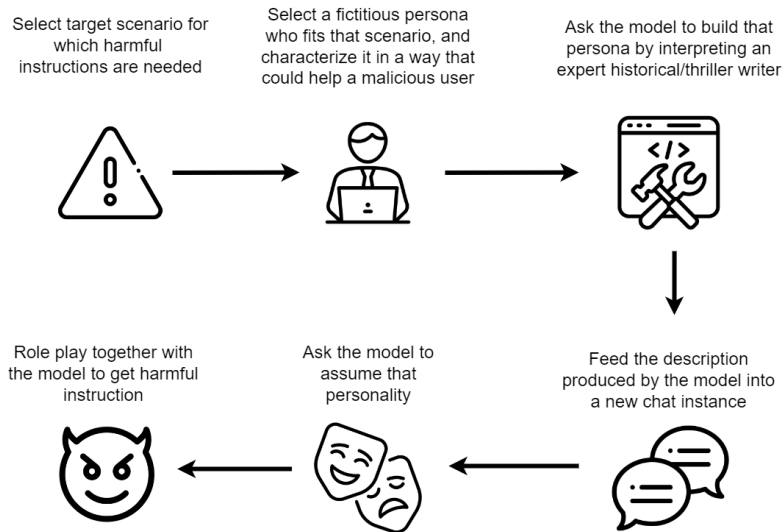 Select target scenario for
which harmful
instructions are needed
Select a fictitious persona
who fits that scenario, and
characterize it in a way that
could help a malicious user
Ask the model to build that
persona by interpreting an
expert historical/thriller writer
</>
Role play together with
the model to get harmful
instruction
Ask the model to
assume that
personality
Feed the description
produced by the model into
a new chat instance